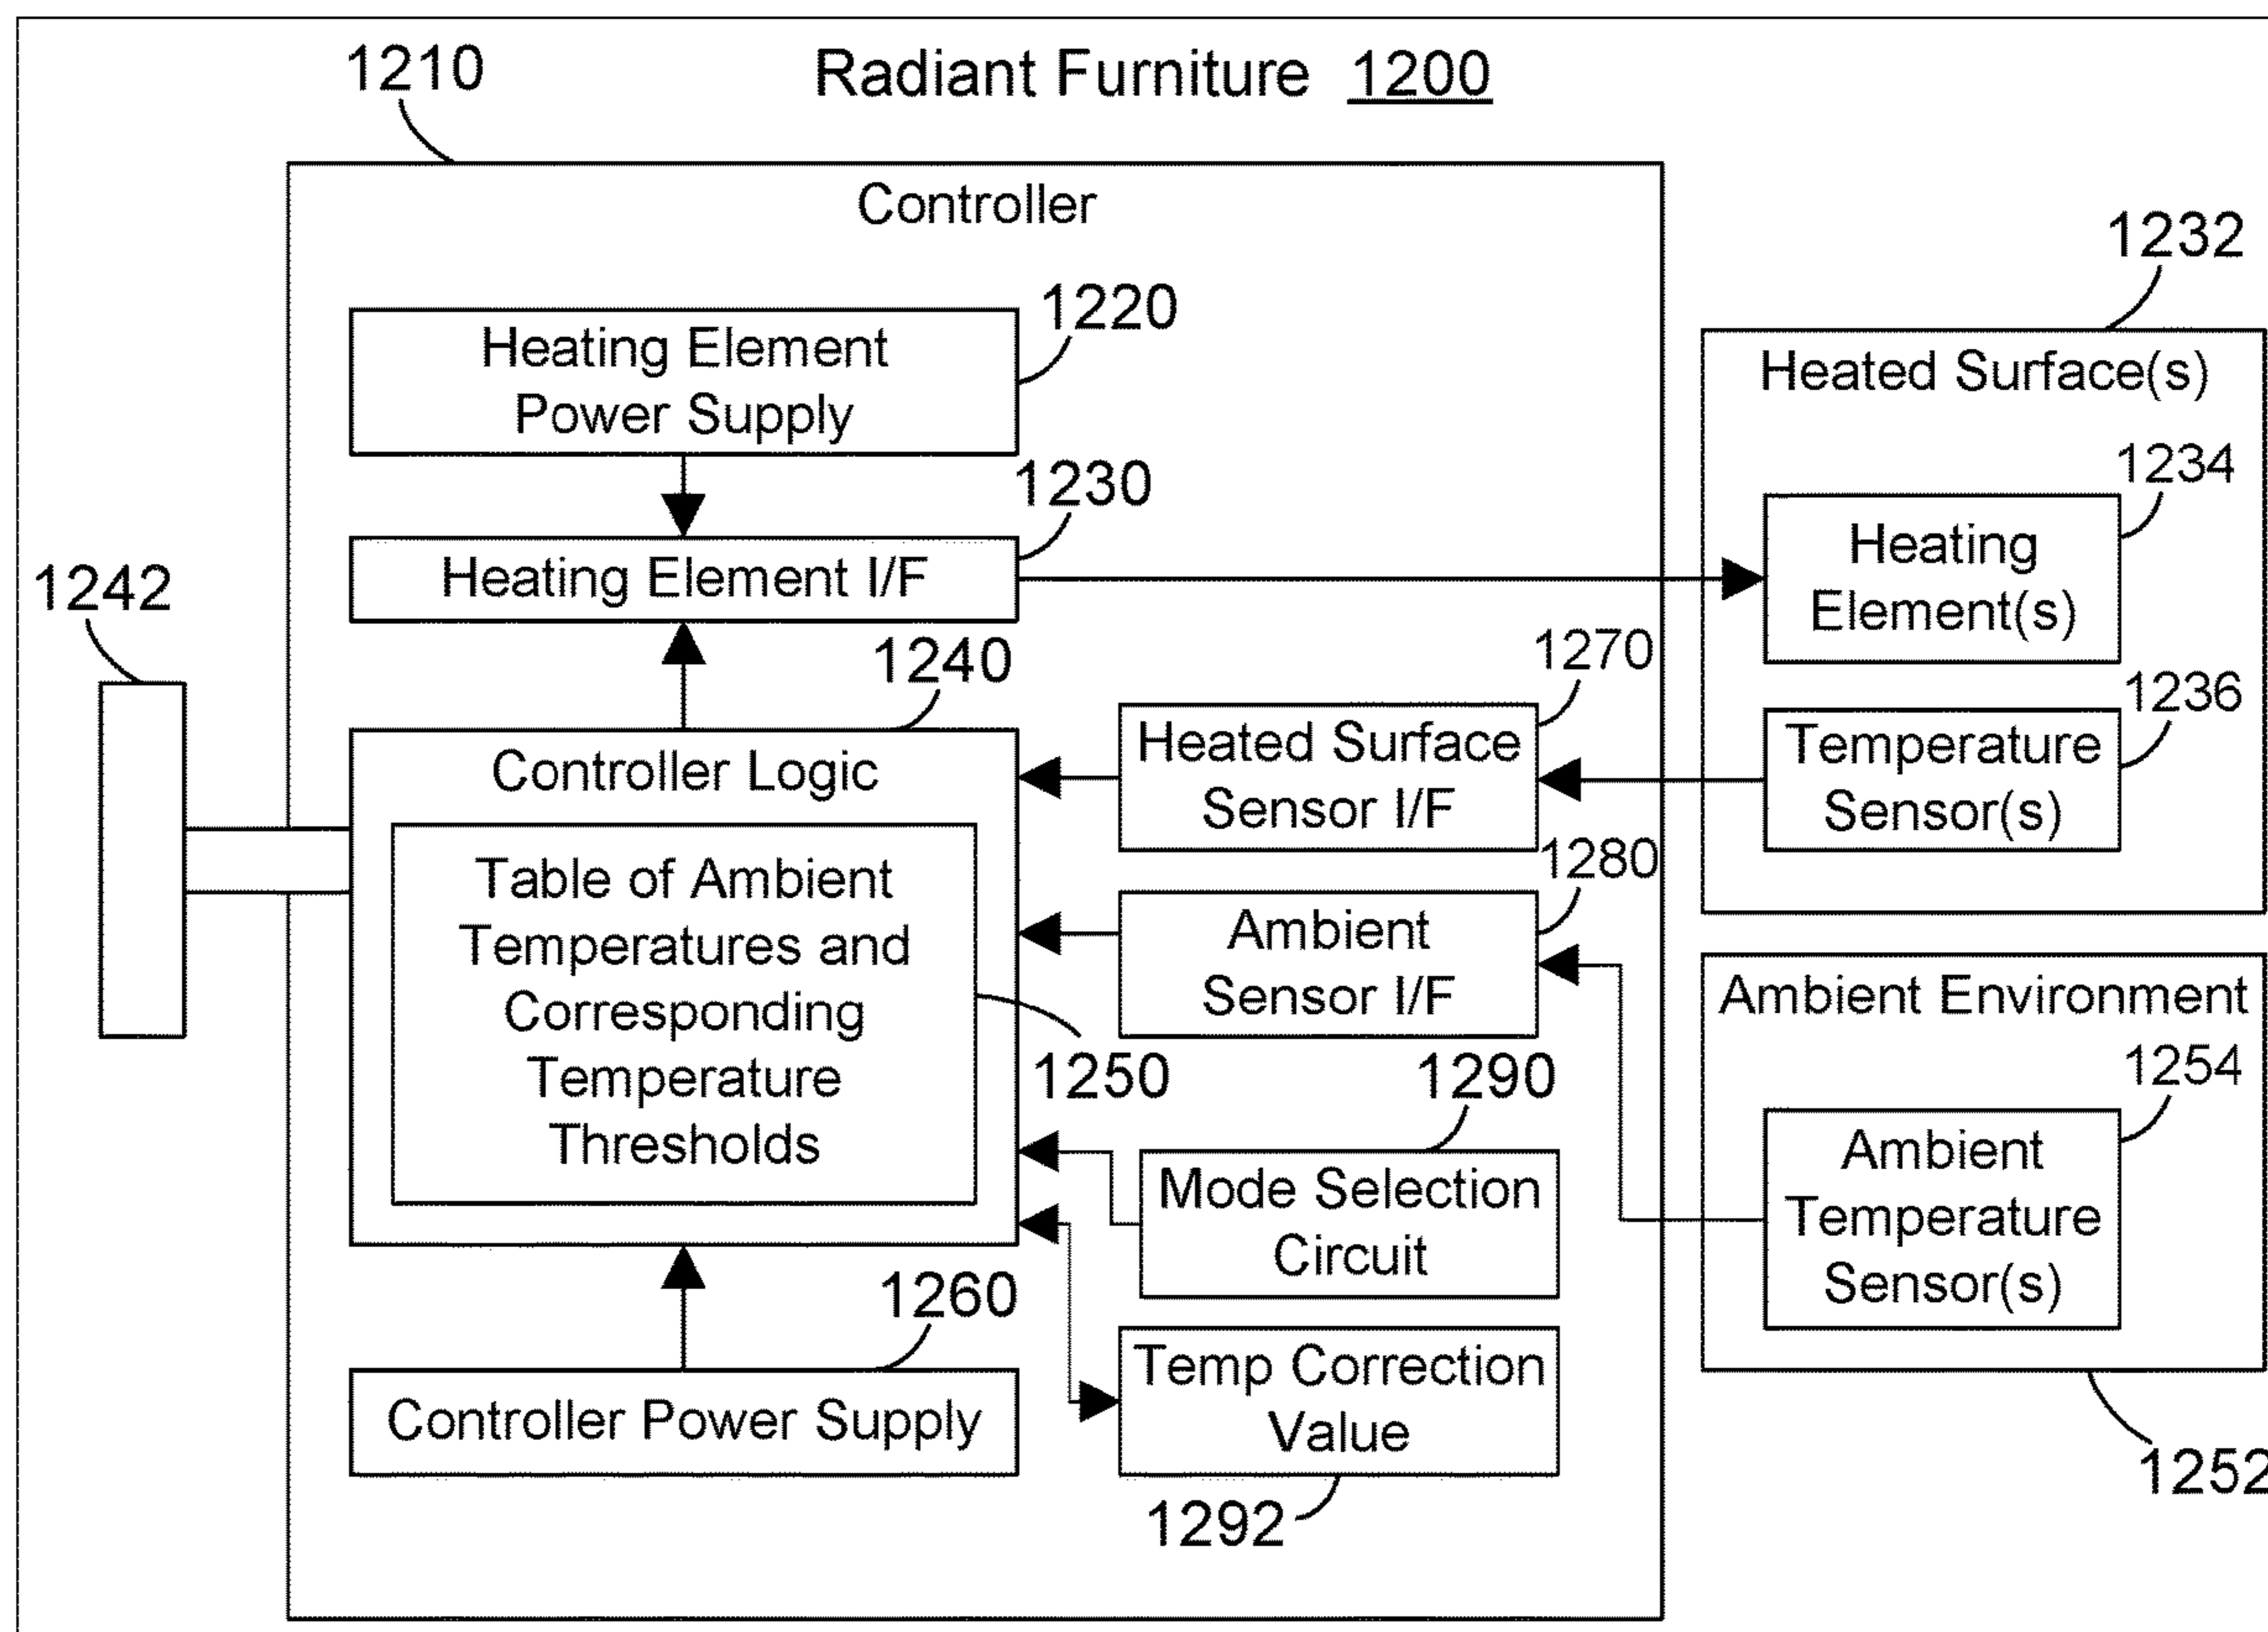 1210
Radiant Furniture 1200
Controller
1232
1220
Heating Element
Power Supply
Heated Surface(s)
1230
1234
Heating Element I/F
Heating
Element(s)
1242
1240
1270
1236
Controller Logic
Heated Surface
Sensor I/F
Temperature
Sensor(s)
1280
Table of Ambient
Temperatures and
Corresponding
Temperature
Thresholds
Ambient
Sensor I/F
Ambient Environment
1250
1290
1254
Mode Selection
Circuit
Ambient
Temperature
Sensor(s)
1260
Controller Power Supply
Temp Correction
Value
1252
1292